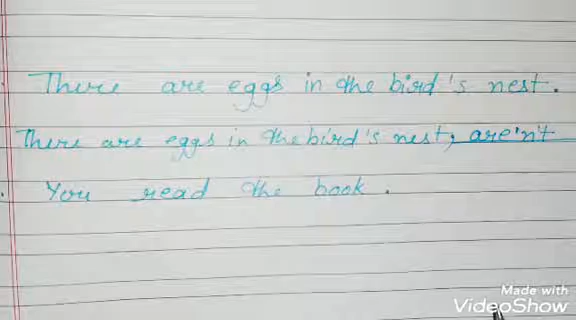 There are eggs in the bird's nest.
There are eggs in the bird's nest, aren't
You read the book.
Made with
VideoShow